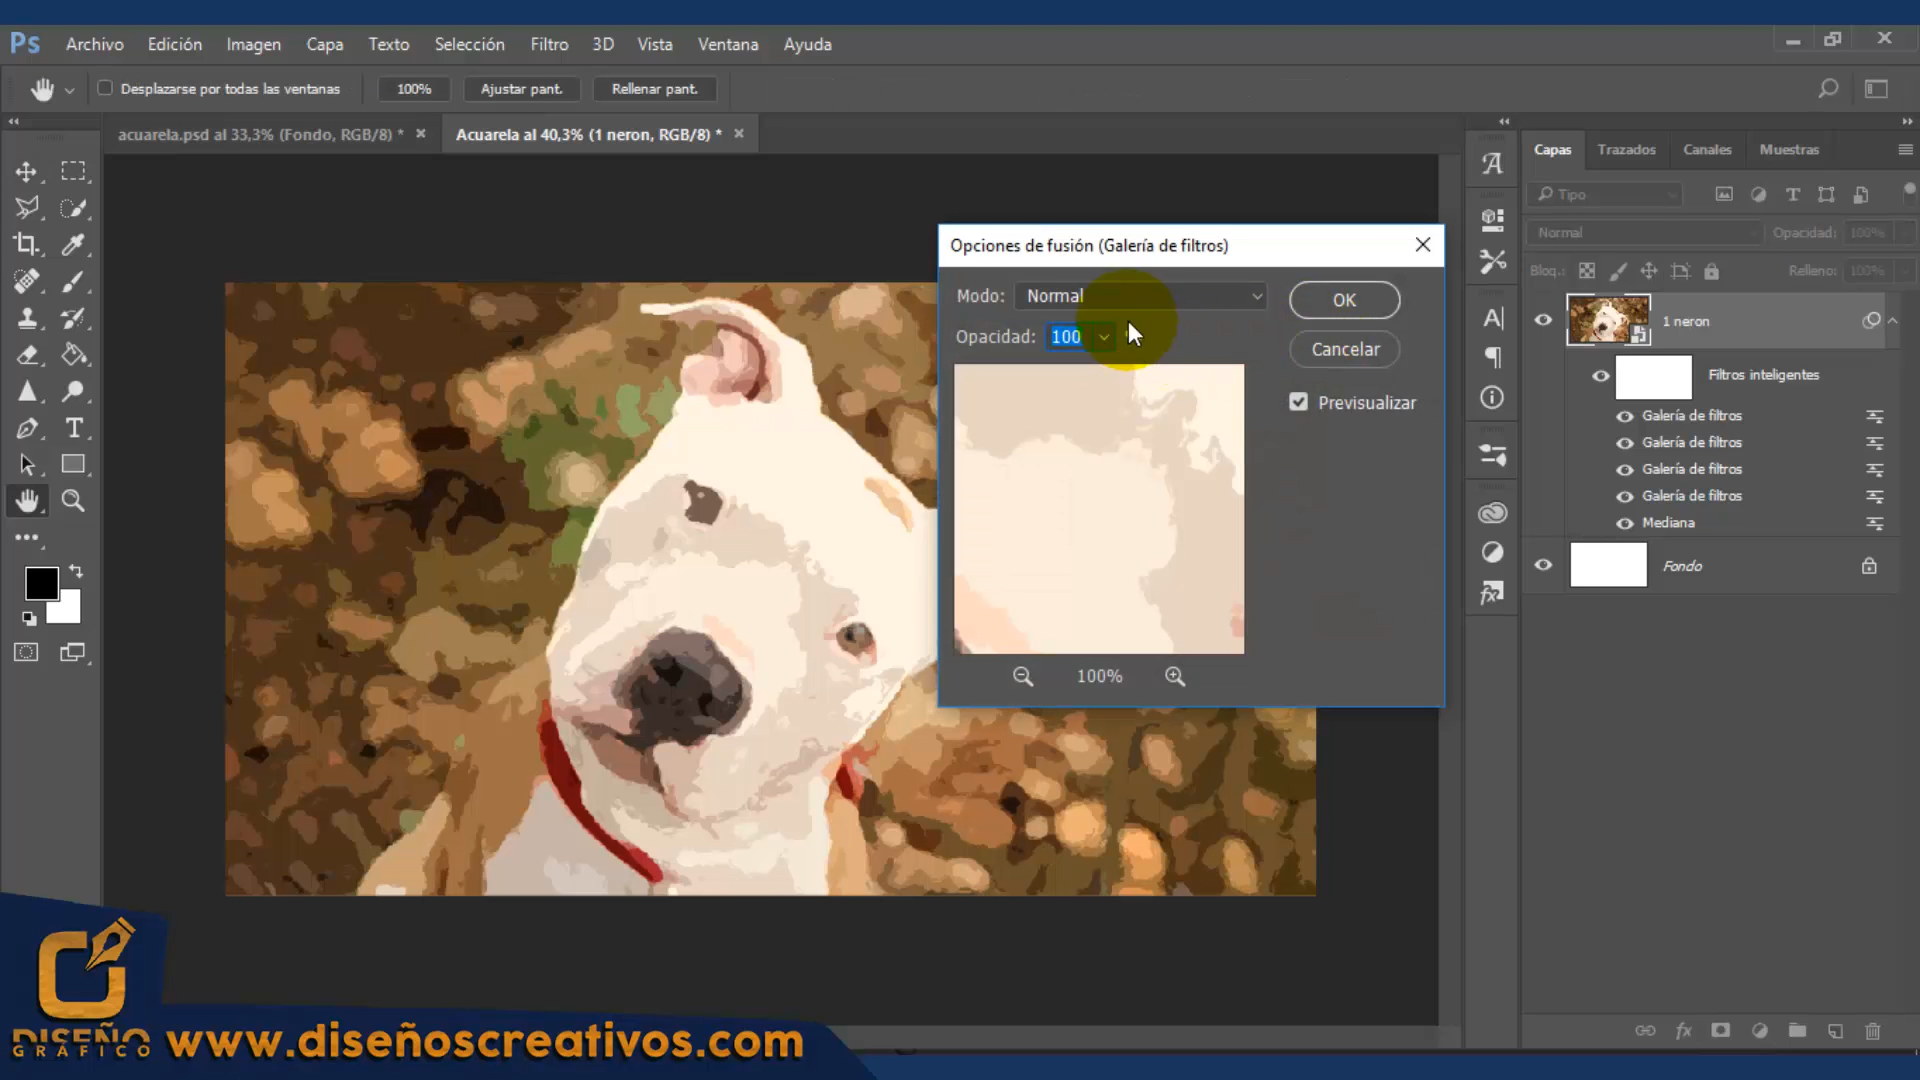 Ps Archivo Edición Imagen Capa Texto Selección Filtro 3D Vista Ventana Ayuda
Desplazarse por todas las ventanas 100% Ajustar pant. Rellenar pant.
acuarela.psd al 33,3% (Fondo, RGB/8) * Acuarela al 40,3% (1 neron, RGB/8) *
Capas Trazados Canales Muestras
Tipo
Normal Opacidad: 100%
Bloq.: Relleno: 100%
1 neron
Filtros inteligentes
Galería de filtros
Galería de filtros
Galería de filtros
Galería de filtros
Mediana
Fondo
Opciones de fusión (Galería de filtros)
Modo: Normal OK
Opacidad: 100 Cancelar
Previsualizar
100%
DISEÑO
GRÁFICO
www.diseñoscreativos.com